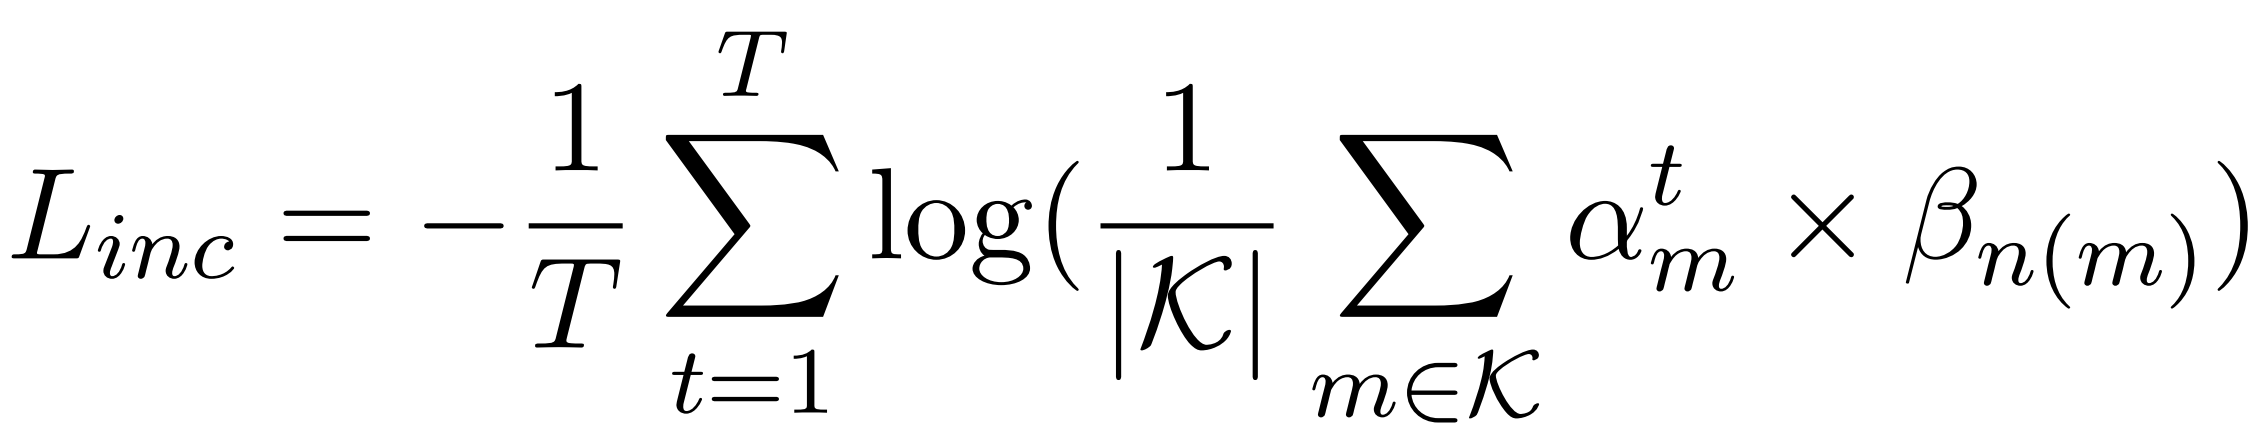 L_{inc} = -\frac{1}{T} \sum_{t=1}^{T} \log(\frac{1}{|\mathcal{K}|} \sum_{m \in \mathcal{K}} \alpha_m^t \times \beta_{n(m)})